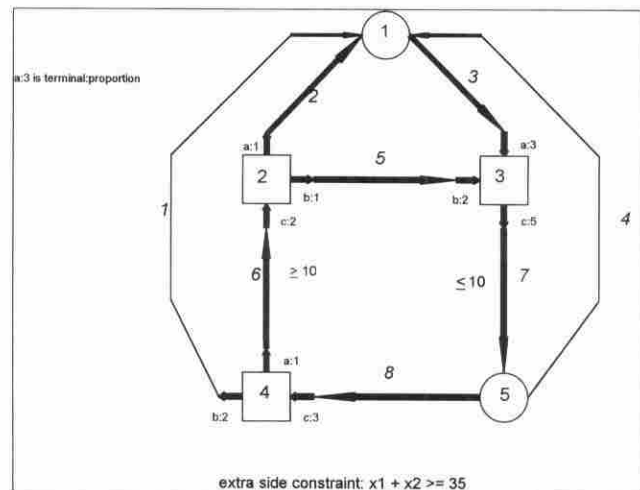 1
a:3 is terminal:proportion
3
2
a:1
a:3
5
2
3
b:1
b:2
1
c:2
c:5
4
6
≥ 10
≤ 10
7
a:1
8
4
5
b:2
c:3
extra side constraint: x1 + x2 >= 35